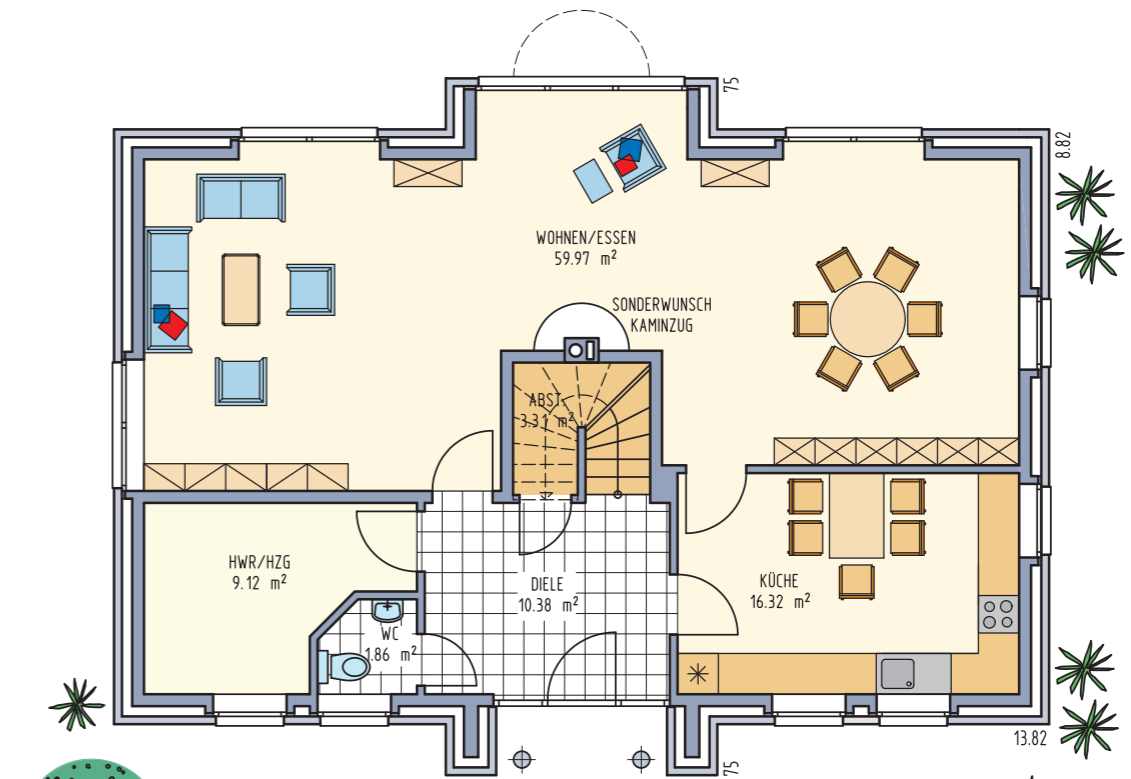 75
8.82
WOHNEN/ESSEN
59.97 m²
SONDERWUNSCH
KAMINZUG
ABST.
3.31 m²
HWR/HZG
9.12 m²
DIELE
10.38 m²
KÜCHE
16.32 m²
WC
1.86 m²
13.82
75